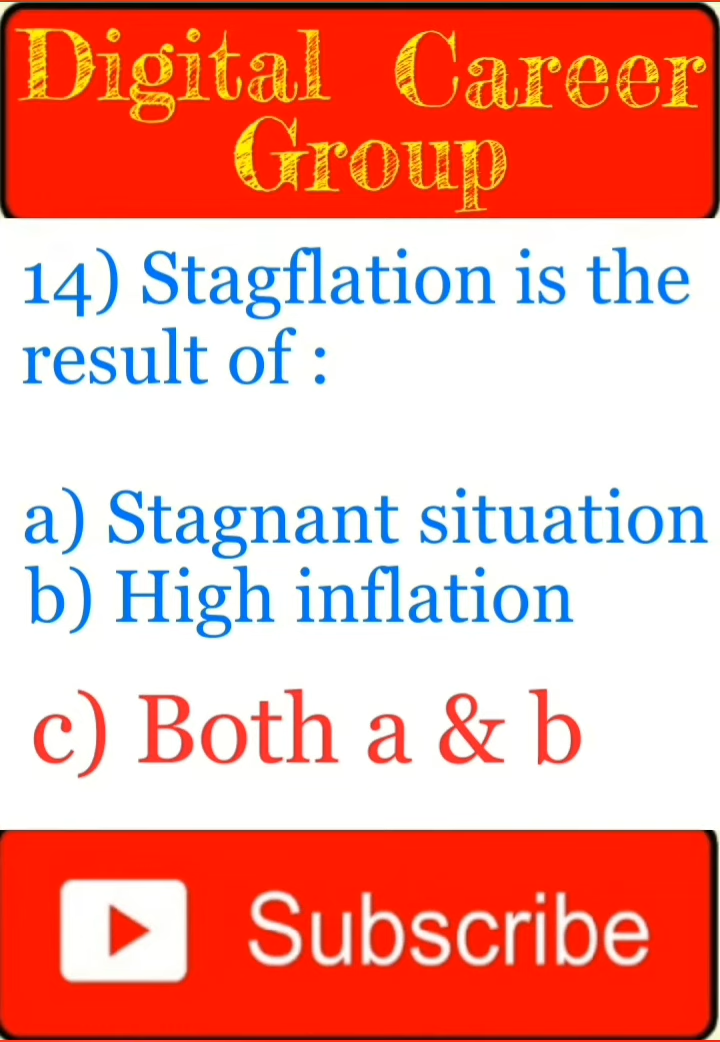 Digital Career
Group
14) Stagflation is the
result of :
a) Stagnant situation
b) High inflation
c) Both a & b
Subscribe